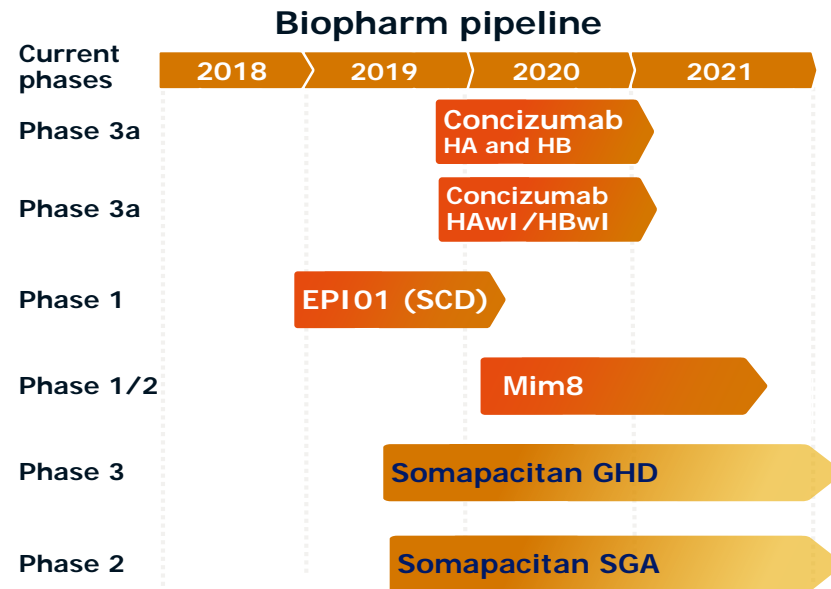 Biopharm pipeline
Current
phases
2018 2019 2020 2021
Phase 3a
Concizumab
HA and HB
Phase 3a
Concizumab
HAwI/HBwI
Phase 1
EPI01 (SCD)
Phase 1/2
Mim8
Phase 3
Somapacitan GHD
Phase 2
Somapacitan SGA